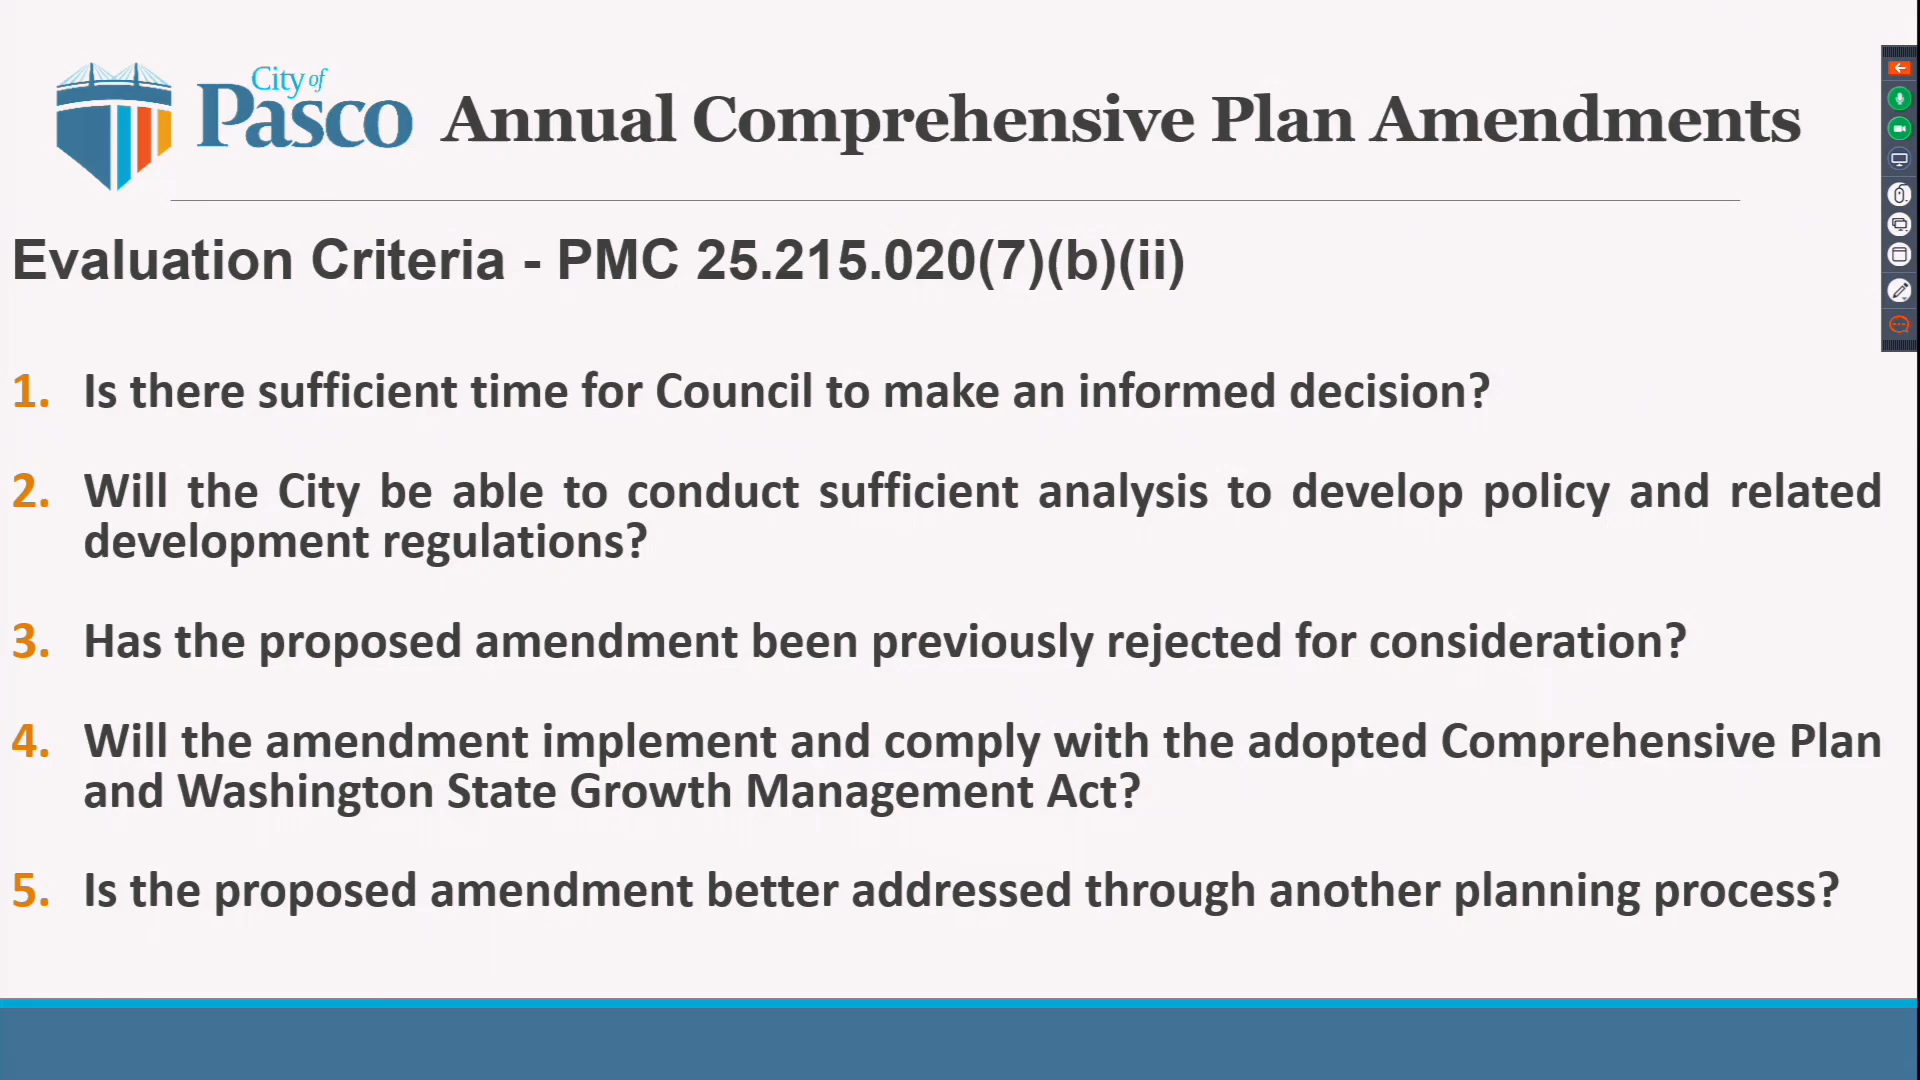 City of
Pasco
Annual Comprehensive Plan Amendments
Evaluation Criteria - PMC 25.215.020(7)(b)(ii)
1. Is there sufficient time for Council to make an informed decision?
2. Will the City be able to conduct sufficient analysis to develop policy and related
development regulations?
3. Has the proposed amendment been previously rejected for consideration?
4. Will the amendment implement and comply with the adopted Comprehensive Plan
and Washington State Growth Management Act?
5. Is the proposed amendment better addressed through another planning process?